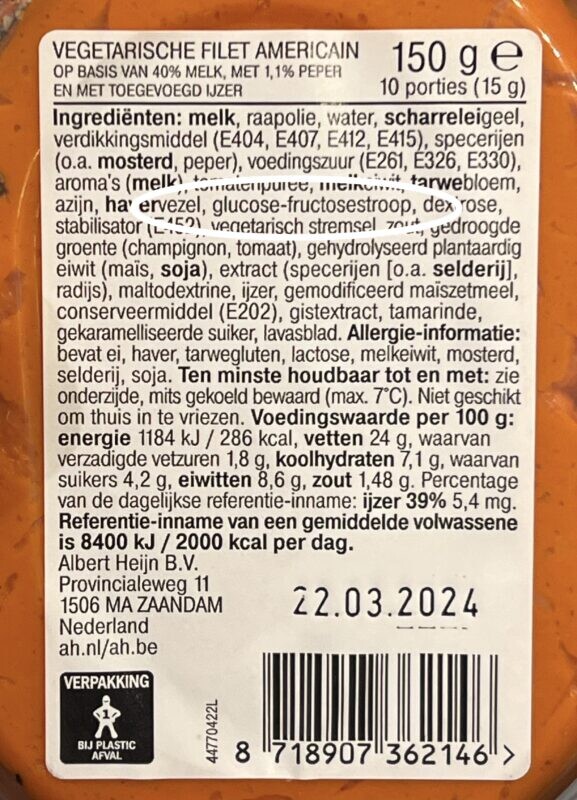 VEGETARISCHE FILET AMERICAIN
OP BASIS VAN 40% MELK, MET 1,1% PEPER
EN MET TOEGEVOEGD IJZER
150 g e
10 porties (15 g)
Ingrediënten: melk, raapolie, water, scharreleigeel,
verdikkingsmiddel (E404, E407, E412, E415), specerijen
(o.a. mosterd, peper), voedingszuur (E261, E326, E330),
aroma's (melk), tomatenpuree, melkeiwit, tarwebloem,
azijn, havervezel, glucose-fructosestroop, dextrose,
stabilisator (E452), vegetarisch stremsel, zout, gedroogde
groente (champignon, tomaat), gehydrolyseerd plantaardig
eiwit (maïs, soja), extract (specerijen [o.a. selderij],
radijs), maltodextrine, ijzer, gemodificeerd maïszetmeel,
conserveermiddel (E202), gistextract, tamarinde,
gekaramelliseerde suiker, lavasblad. Allergie-informatie:
bevat ei, haver, tarwegluten, lactose, melkeiwit, mosterd,
selderij, soja. Ten minste houdbaar tot en met: zie
onderzijde, mits gekoeld bewaard (max. 7°C). Niet geschikt
om thuis in te vriezen. Voedingswaarde per 100 g:
energie 1184 kJ / 286 kcal, vetten 24 g, waarvan
verzadigde vetzuren 1,8 g, koolhydraten 7,1 g, waarvan
suikers 4,2 g, eiwitten 8,6 g, zout 1,48 g. Percentage
van de dagelijkse referentie-inname: ijzer 39% 5,4 mg.
Referentie-inname van een gemiddelde volwassene
is 8400 kJ / 2000 kcal per dag.
Albert Heijn B.V.
Provincialeweg 11
1506 MA ZAANDAM
Nederland
ah.nl/ah.be
22.03.2024
VERPAKKING
1
BIJ PLASTIC
AFVAL
44770422L
8 718907 362146 >